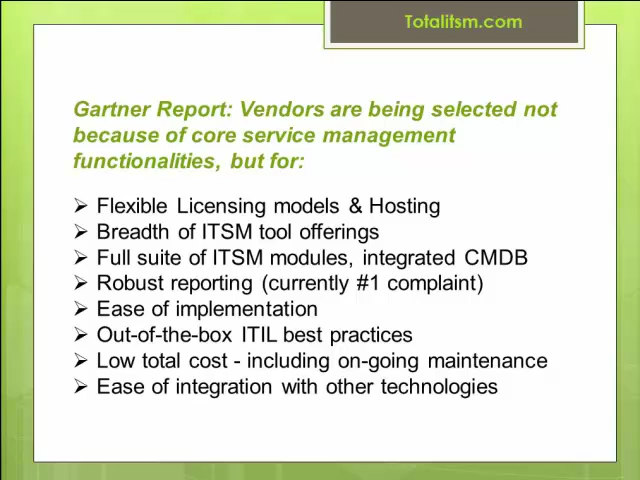 Totalitsm.com
Gartner Report: Vendors are being selected not
because of core service management
functionalities, but for:
➢ Flexible Licensing models & Hosting
➢ Breadth of ITSM tool offerings
➢ Full suite of ITSM modules, integrated CMDB
➢ Robust reporting (currently #1 complaint)
➢ Ease of implementation
➢ Out-of-the-box ITIL best practices
➢ Low total cost - including on-going maintenance
➢ Ease of integration with other technologies